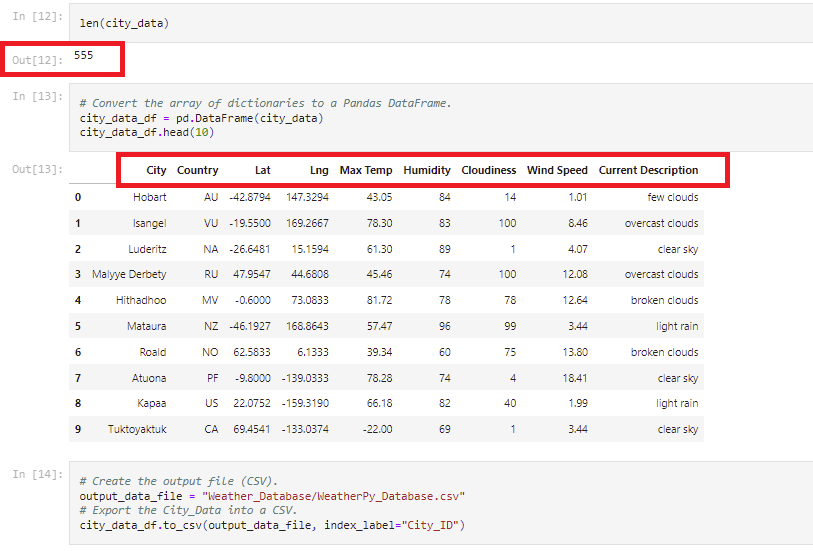 In [12]:
len(city_data)
Out[12]: 555
In [13]:
# Convert the array of dictionaries to a Pandas DataFrame.
city_data_df = pd.DataFrame(city_data)
city_data_df.head(10)
Out[13]:
City Country Lat Lng Max Temp Humidity Cloudiness Wind Speed Current Description
0 Hobart AU -42.8794 147.3294 43.05 84 14 1.01 few clouds
1 Isangel VU -19.5500 169.2667 78.30 83 100 8.46 overcast clouds
2 Luderitz NA -26.6481 15.1594 61.30 89 1 4.07 clear sky
3 Malyye Derbety RU 47.9547 44.6808 45.46 74 100 12.08 overcast clouds
4 Hithadhoo MV -0.6000 73.0833 81.72 78 78 12.64 broken clouds
5 Mataura NZ -46.1927 168.8643 57.47 96 99 3.44 light rain
6 Roald NO 62.5833 6.1333 39.34 60 75 13.80 broken clouds
7 Atuona PF -9.8000 -139.0333 78.28 74 4 18.41 clear sky
8 Kapaa US 22.0752 -159.3190 66.18 82 40 1.99 light rain
9 Tuktoyaktuk CA 69.4541 -133.0374 -22.00 69 1 3.44 clear sky
In [14]:
# Create the output file (CSV).
output_data_file = "Weather_Database/WeatherPy_Database.csv"
# Export the City_Data into a CSV.
city_data_df.to_csv(output_data_file, index_label="City_ID")